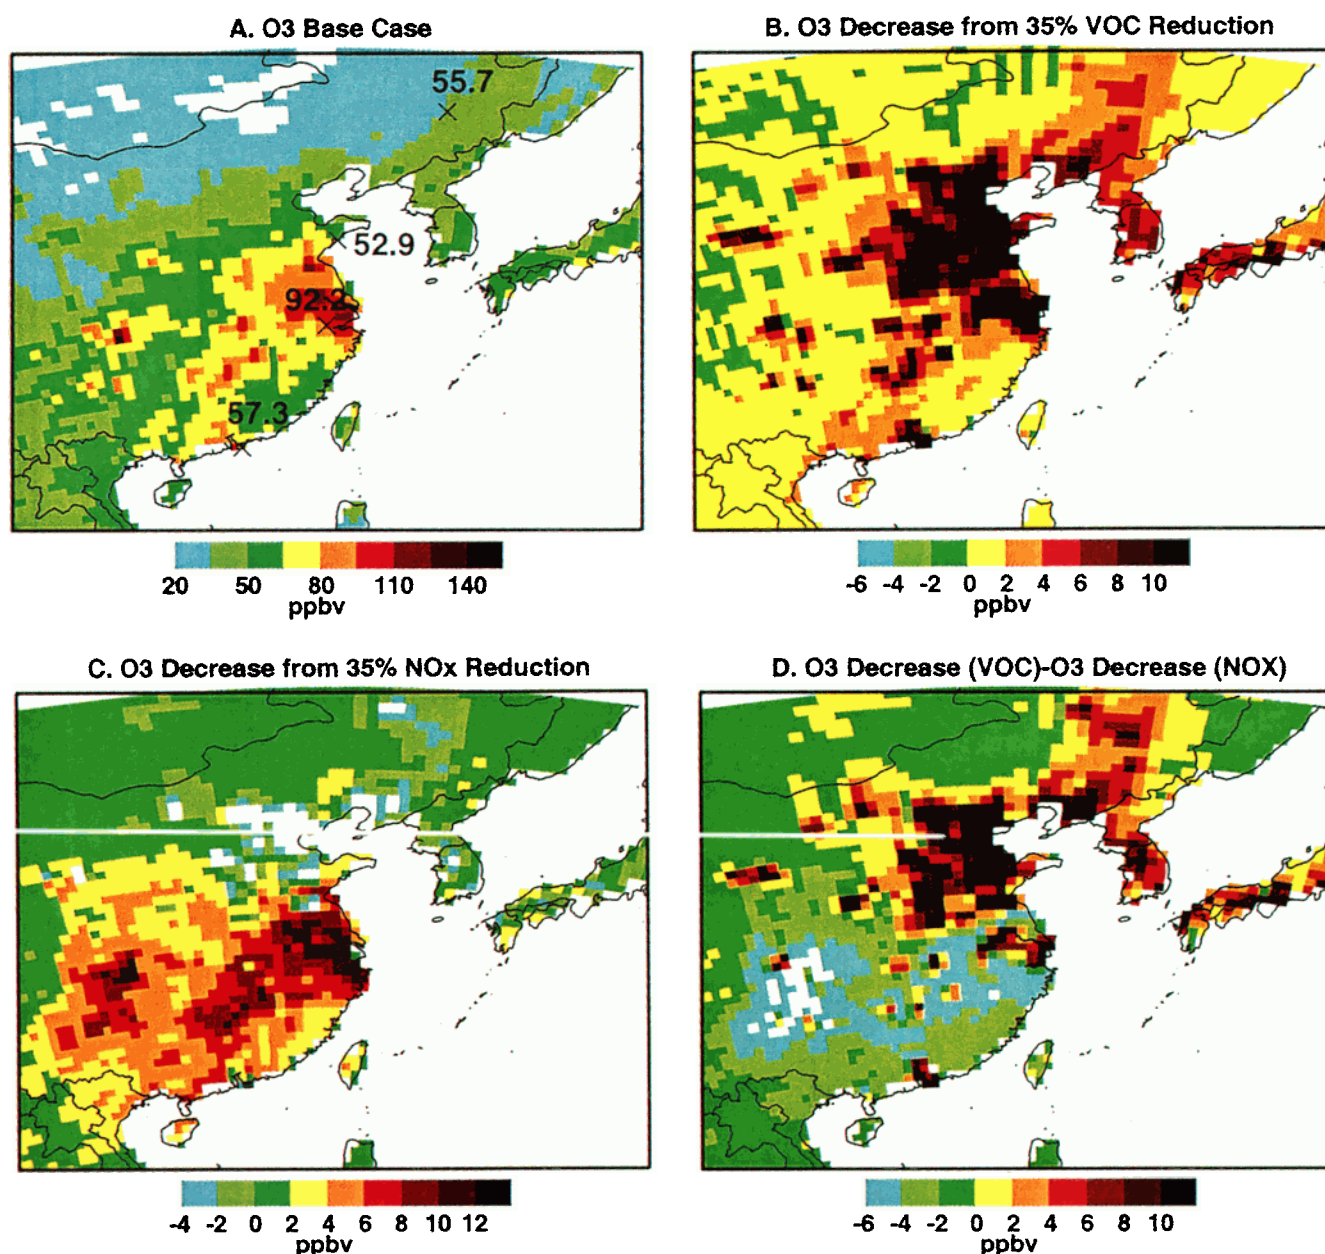 A. O3 Base Case
B. O3 Decrease from 35% VOC Reduction
55.7
52.9
92.2
57.3
20 50 80 110 140
ppbv
-6 -4 -2 0 2 4 6 8 10
ppbv
C. O3 Decrease from 35% NOx Reduction
D. O3 Decrease (VOC)-O3 Decrease (NOX)
-4 -2 0 2 4 6 8 10 12
ppbv
-6 -4 -2 0 2 4 6 8 10
ppbv